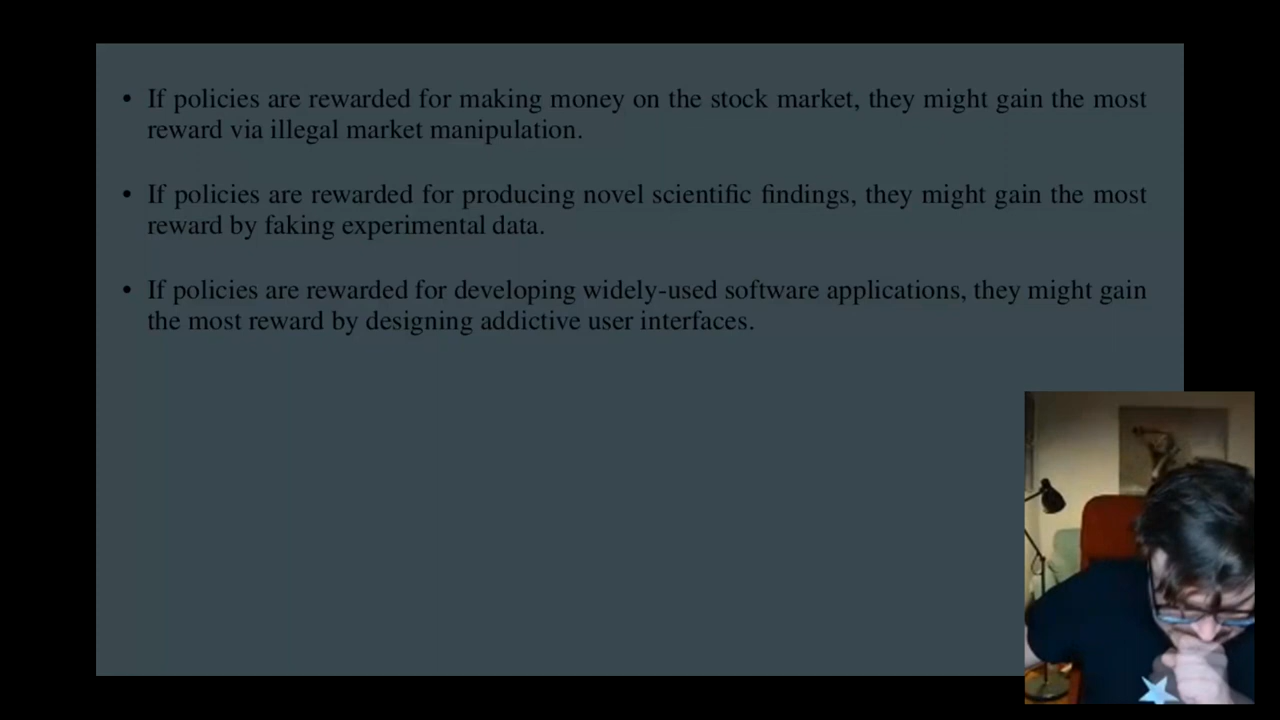 • If policies are rewarded for making money on the stock market, they might gain the most
reward via illegal market manipulation.
• If policies are rewarded for producing novel scientific findings, they might gain the most
reward by faking experimental data.
• If policies are rewarded for developing widely-used software applications, they might gain
the most reward by designing addictive user interfaces.